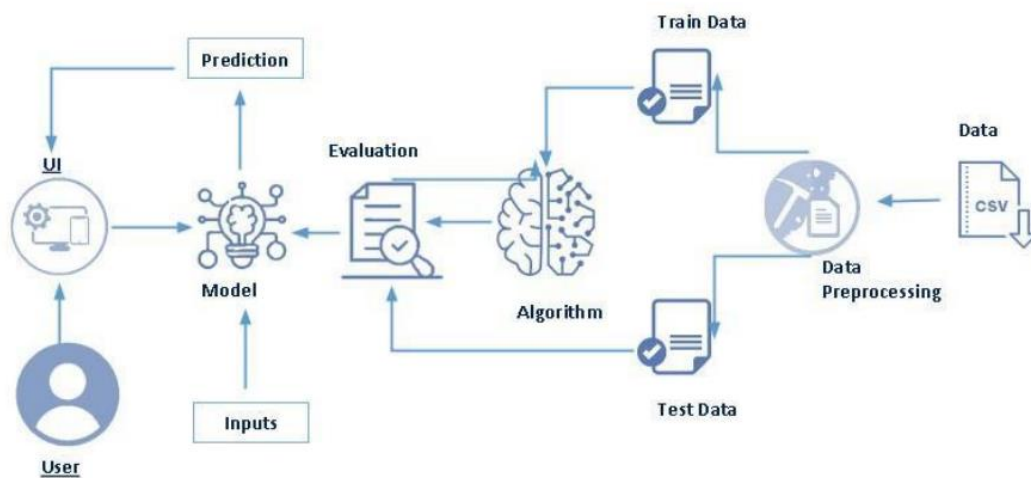 Train Data
Prediction
Data
Evaluation
UI
CSV
Model
Data
Preprocessing
Algorithm
Test Data
Inputs
User